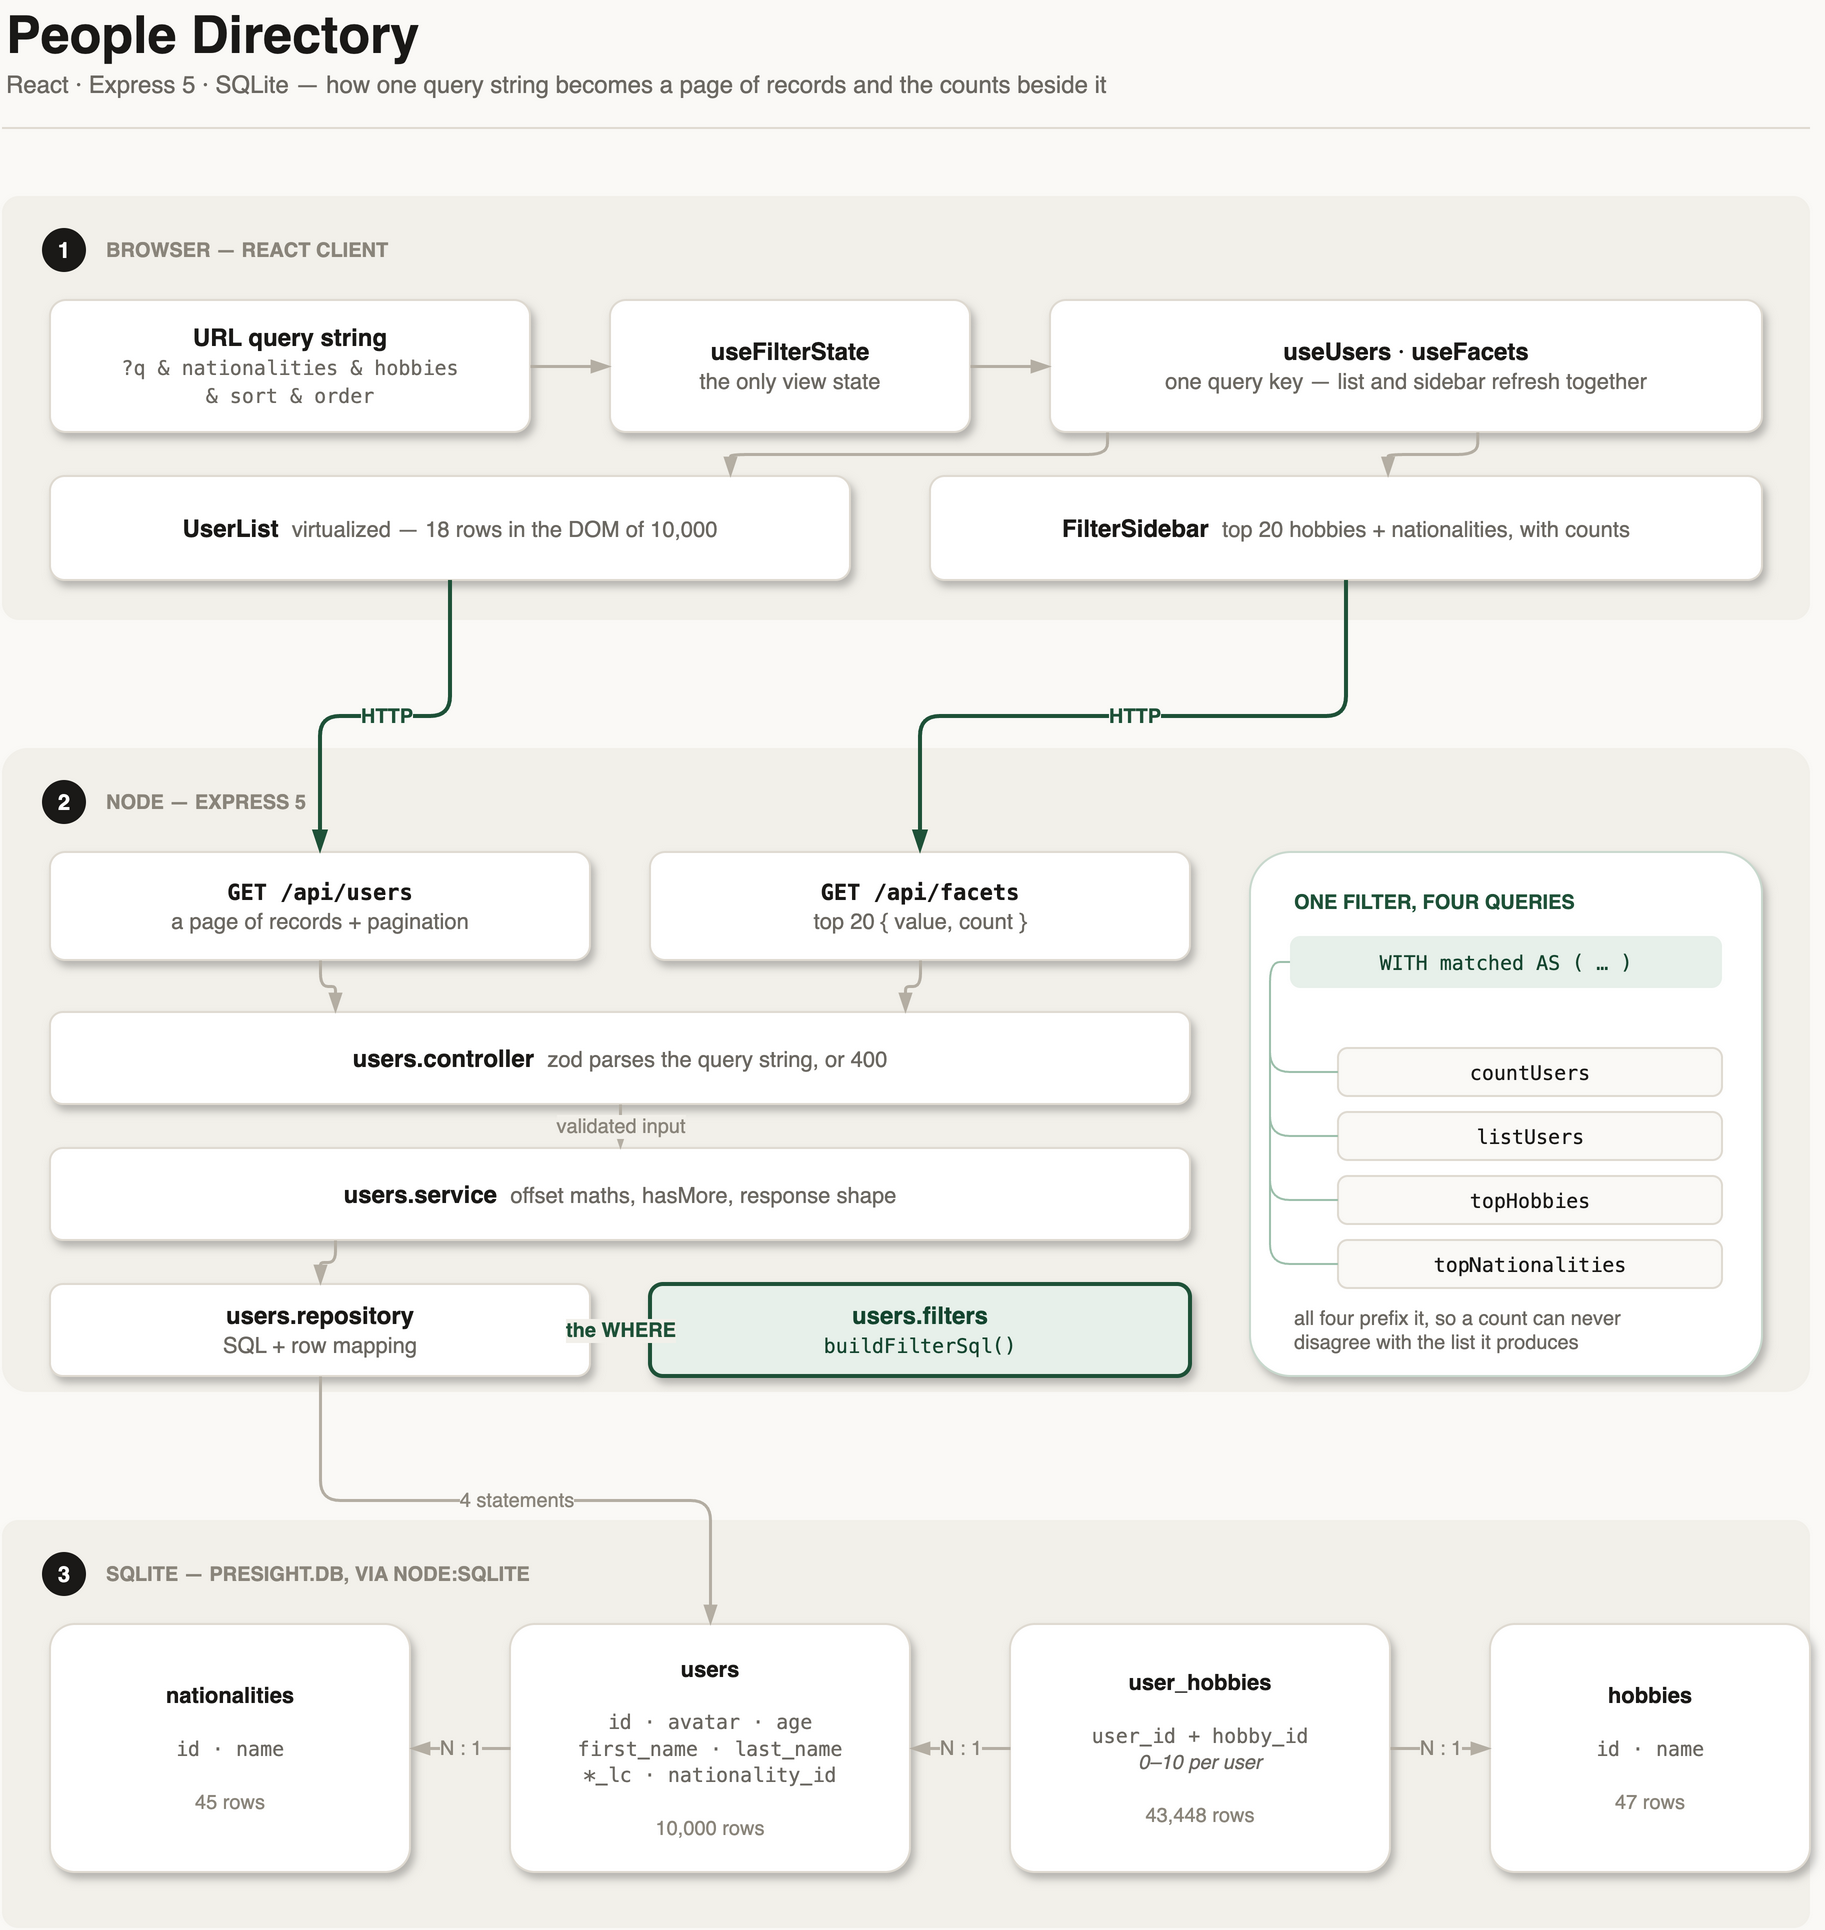 People Directory
React · Express 5 · SQLite — how one query string becomes a page of records and the counts beside it
1 BROWSER — REACT CLIENT
URL query string
?q & nationalities & hobbies
& sort & order
useFilterState
the only view state
useUsers · useFacets
one query key — list and sidebar refresh together
UserList virtualized — 18 rows in the DOM of 10,000
FilterSidebar top 20 hobbies + nationalities, with counts
HTTP
HTTP
2 NODE — EXPRESS 5
GET /api/users
a page of records + pagination
GET /api/facets
top 20 { value, count }
users.controller zod parses the query string, or 400
validated input
users.service offset maths, hasMore, response shape
users.repository
SQL + row mapping
the WHERE
users.filters
buildFilterSql()
ONE FILTER, FOUR QUERIES
WITH matched AS ( … )
countUsers
listUsers
topHobbies
topNationalities
all four prefix it, so a count can never
disagree with the list it produces
4 statements
3 SQLITE — PRESIGHT.DB, VIA NODE:SQLITE
nationalities
id · name
45 rows
N : 1
users
id · avatar · age
first_name · last_name
*_lc · nationality_id
10,000 rows
N : 1
user_hobbies
user_id + hobby_id
0–10 per user
43,448 rows
N : 1
hobbies
id · name
47 rows